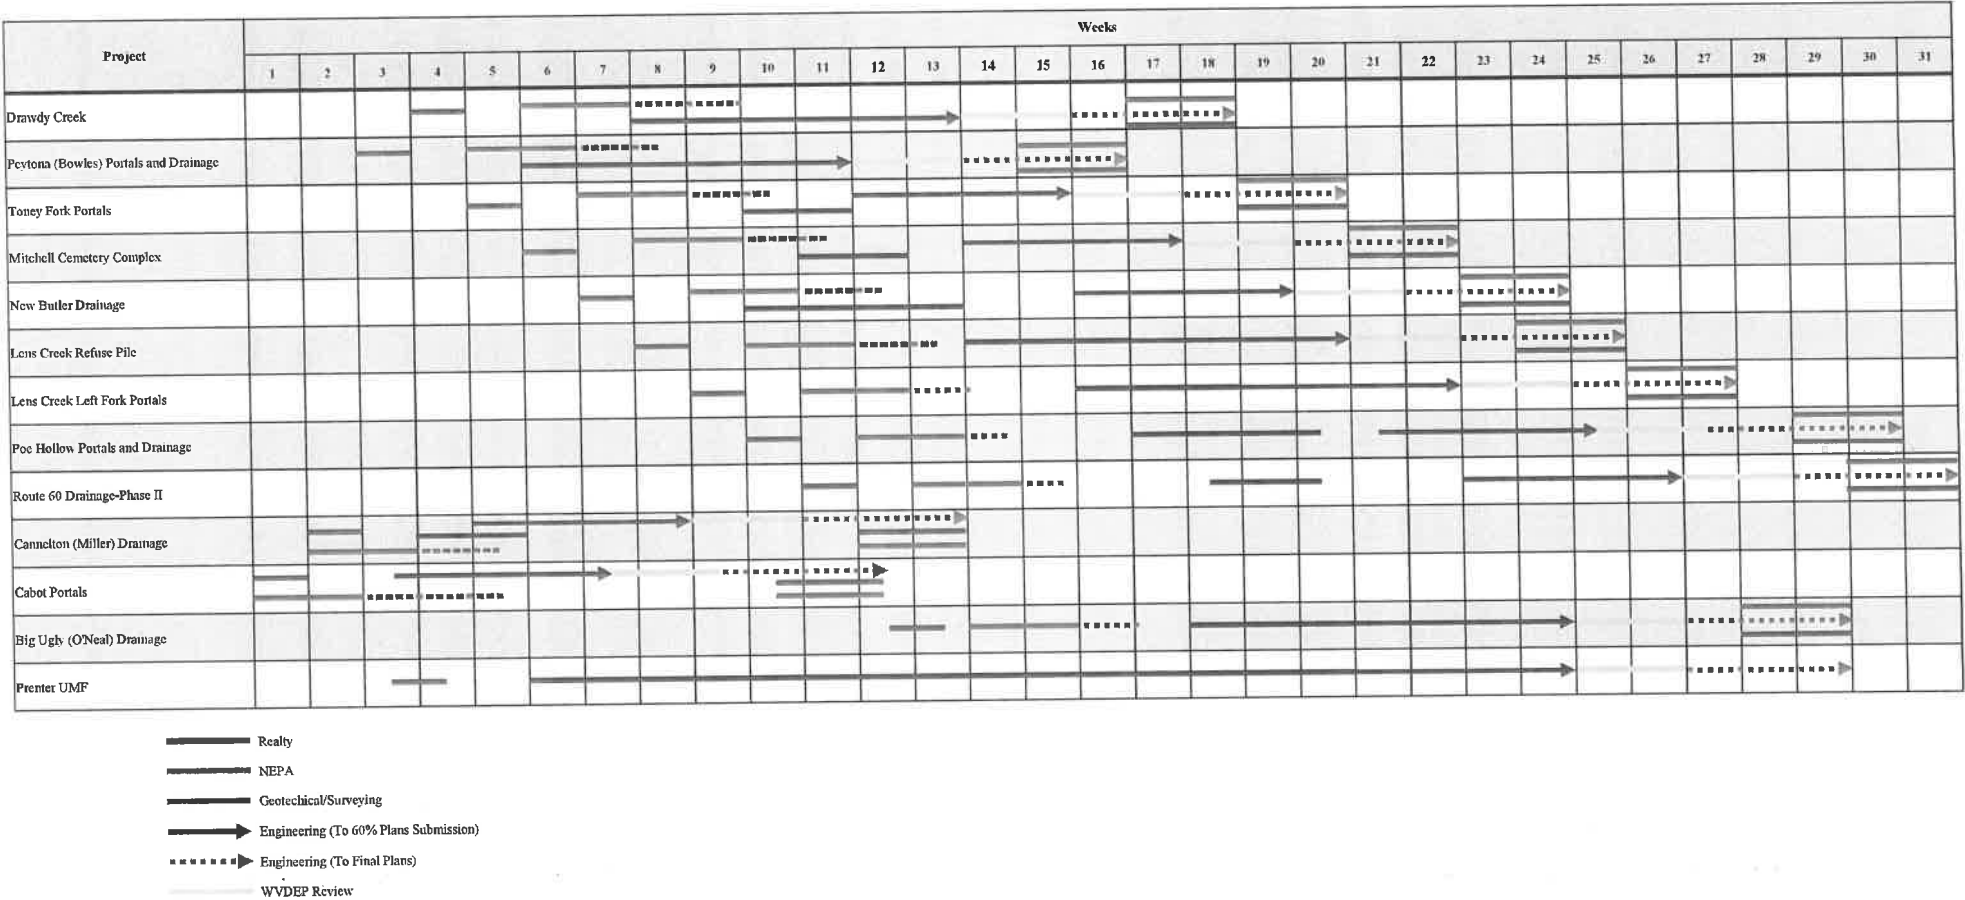 Weeks
Project
1 2 3 4 5 6 7 8 9 10 11 12 13 14 15 16 17 18 19 20 21 22 23 24 25 26 27 28 29 30 31
Drawdy Creek
Peytona (Bowles) Portals and Drainage
Toney Fork Portals
Mitchell Cemetery Complex
New Butler Drainage
Lens Creek Refuse Pile
Lens Creek Left Fork Portals
Poe Hollow Portals and Drainage
Route 60 Drainage-Phase II
Cannelton (Miller) Drainage
Cabot Portals
Big Ugly (O'Neal) Drainage
Prenter UMF
Realty
NEPA
Geotechical/Surveying
Engineering (To 60% Plans Submission)
Engineering (To Final Plans)
WVDEP Review